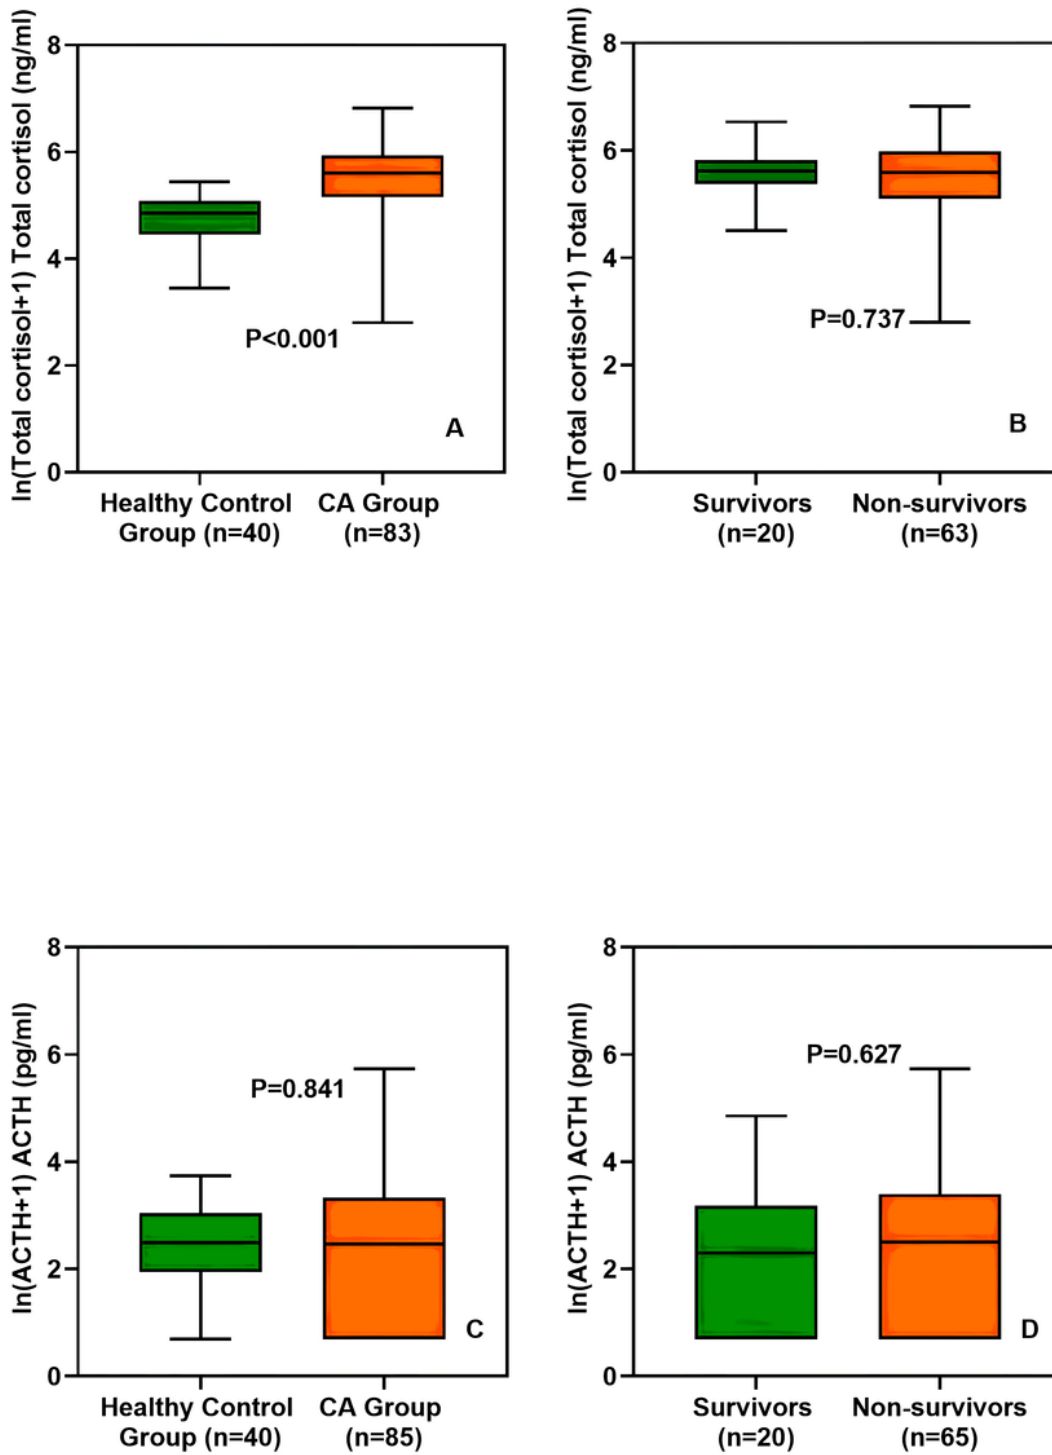 ln(Total cortisol+1) Total cortisol (ng/ml)
8
6
4
2
0
P<0.001
A
Healthy Control
Group (n=40)
CA Group
(n=83)
ln(Total cortisol+1) Total cortisol (ng/ml)
8
6
4
2
0
P=0.737
B
Survivors
(n=20)
Non-survivors
(n=63)
ln(ACTH+1) ACTH (pg/ml)
8
6
4
2
0
P=0.841
C
Healthy Control
Group (n=40)
CA Group
(n=85)
ln(ACTH+1) ACTH (pg/ml)
8
6
4
2
0
P=0.627
D
Survivors
(n=20)
Non-survivors
(n=65)